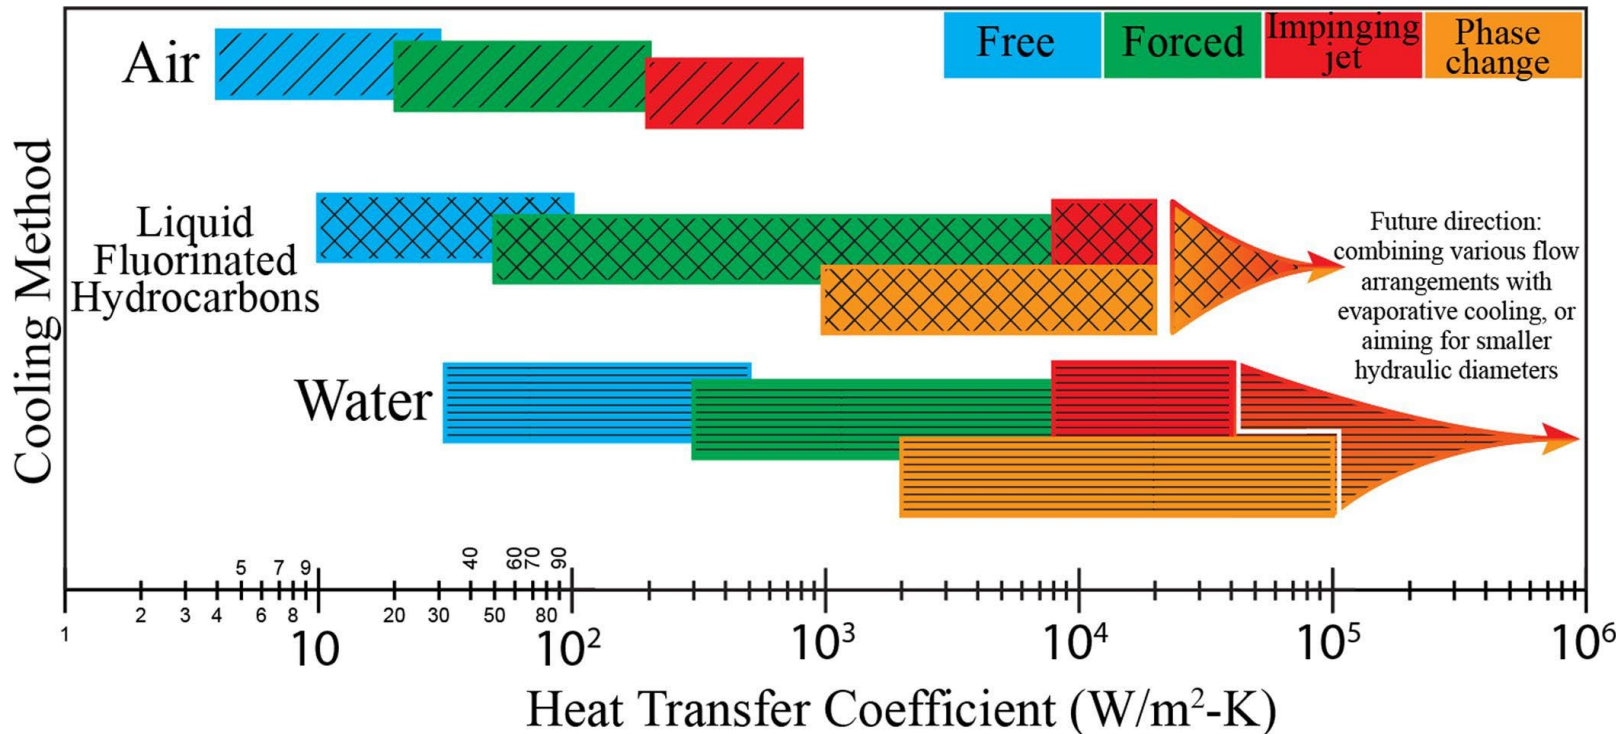 Free
Forced
Impinging
jet
Phase
change
Air
Liquid
Fluorinated
Hydrocarbons
Water
Future direction:
combining various flow
arrangements with
evaporative cooling, or
aiming for smaller
hydraulic diameters
Cooling Method
5 7 9 40 60 70 90
2 3 4 6 8 20 30 50 80
1 10 10² 10³ 10⁴ 10⁵ 10⁶
Heat Transfer Coefficient (W/m²-K)